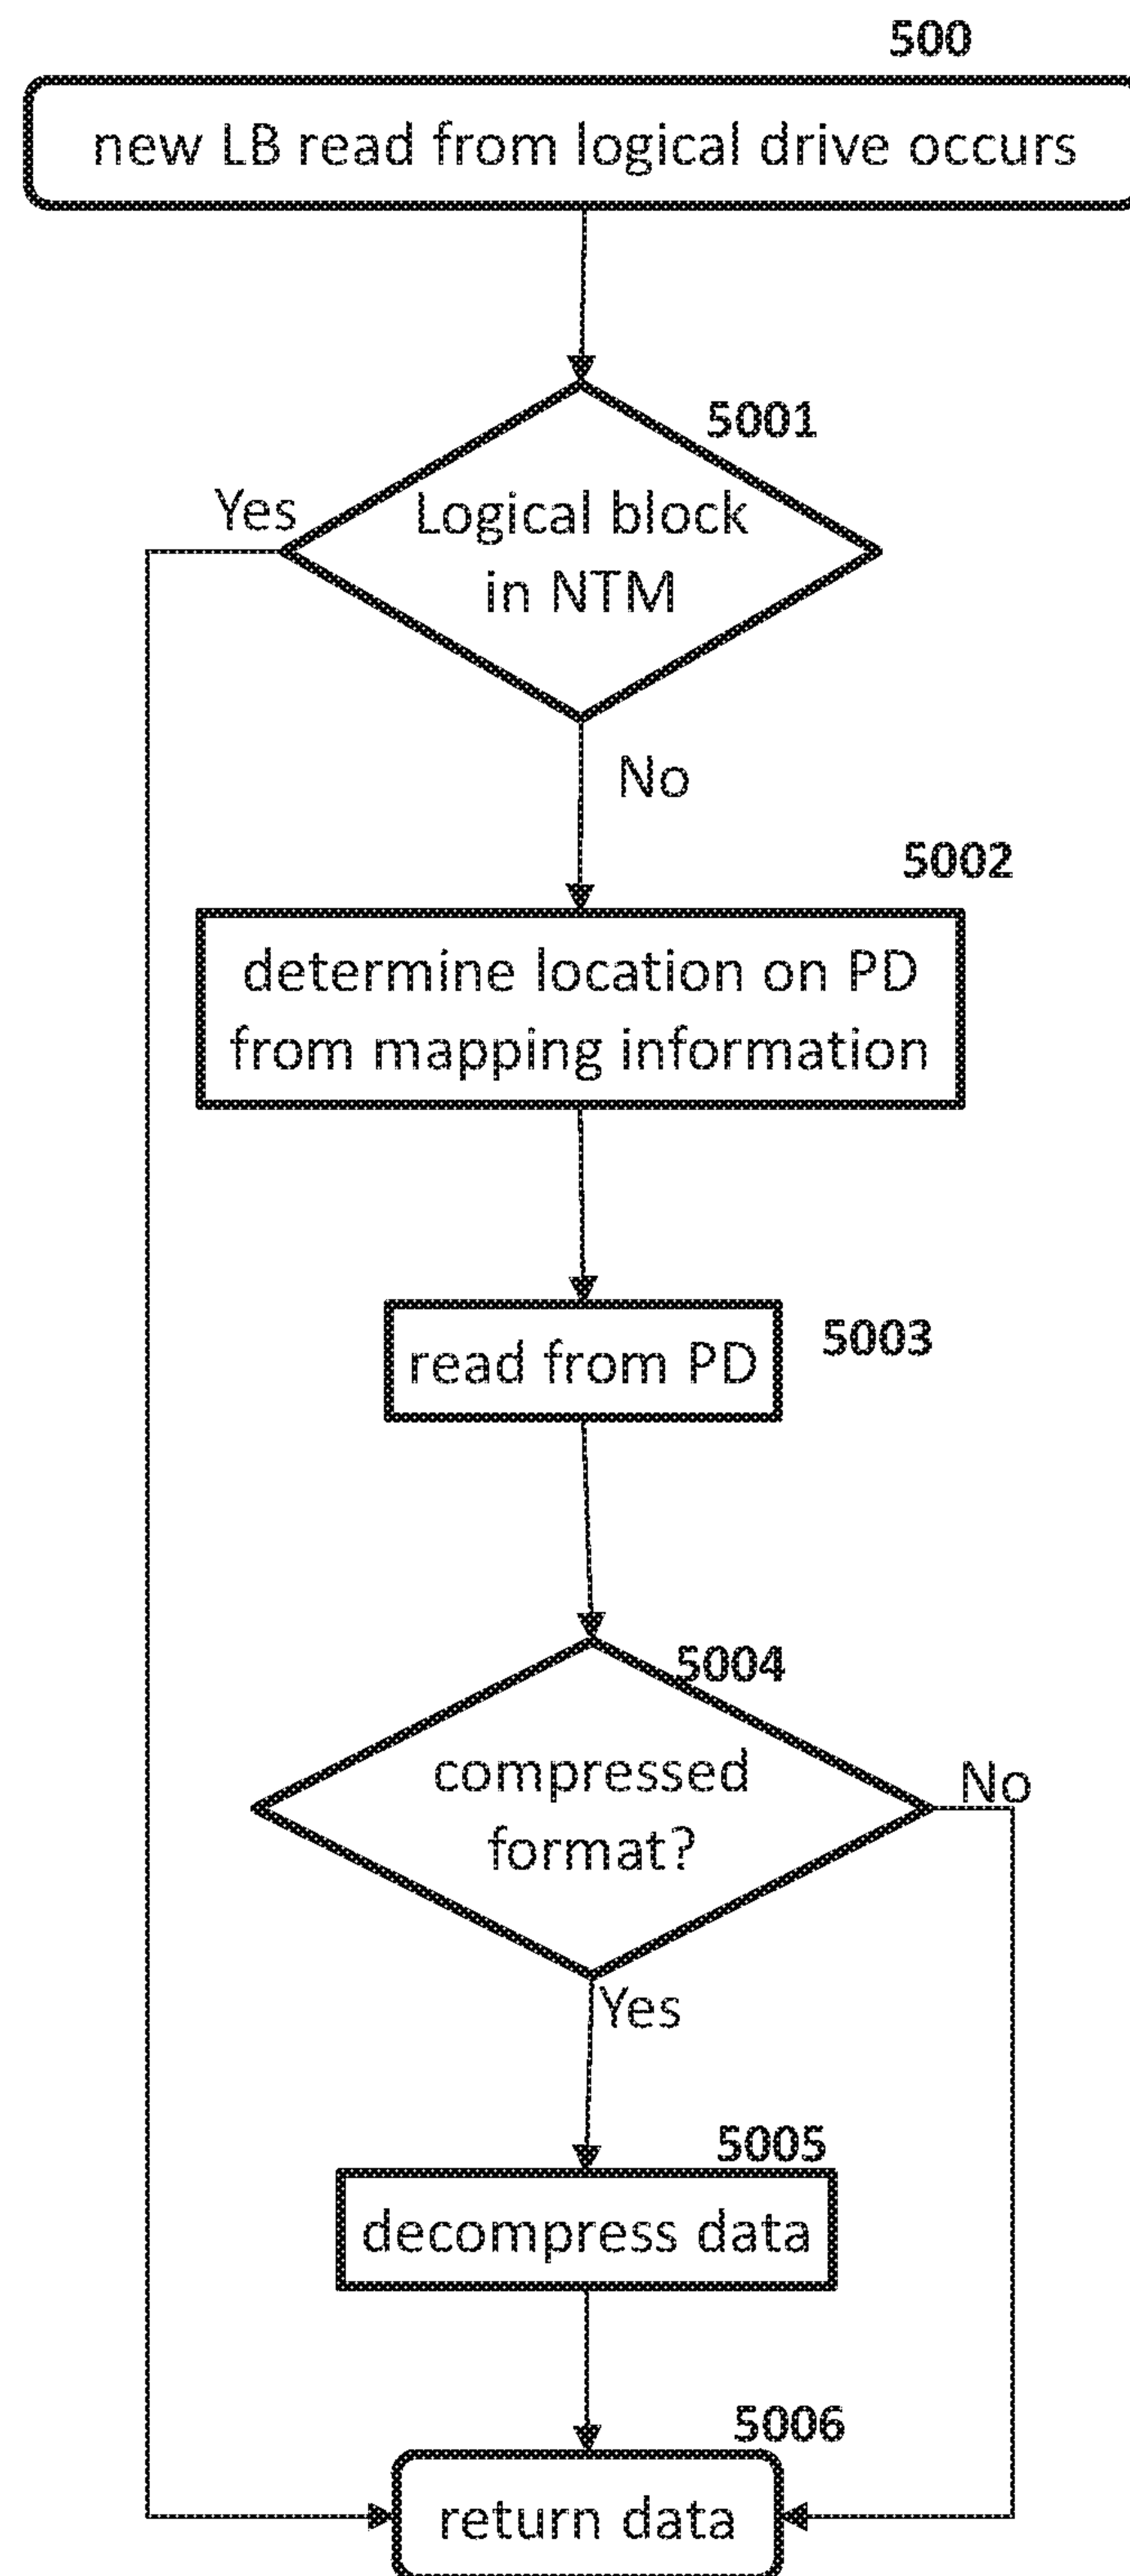 500
new LB read from logical drive occurs
5001
Yes
Logical block
in NTM
No
5002
determine location on PD
from mapping information
read from PD
5003
5004
compressed
format?
No
Yes
5005
decompress data
5006
return data